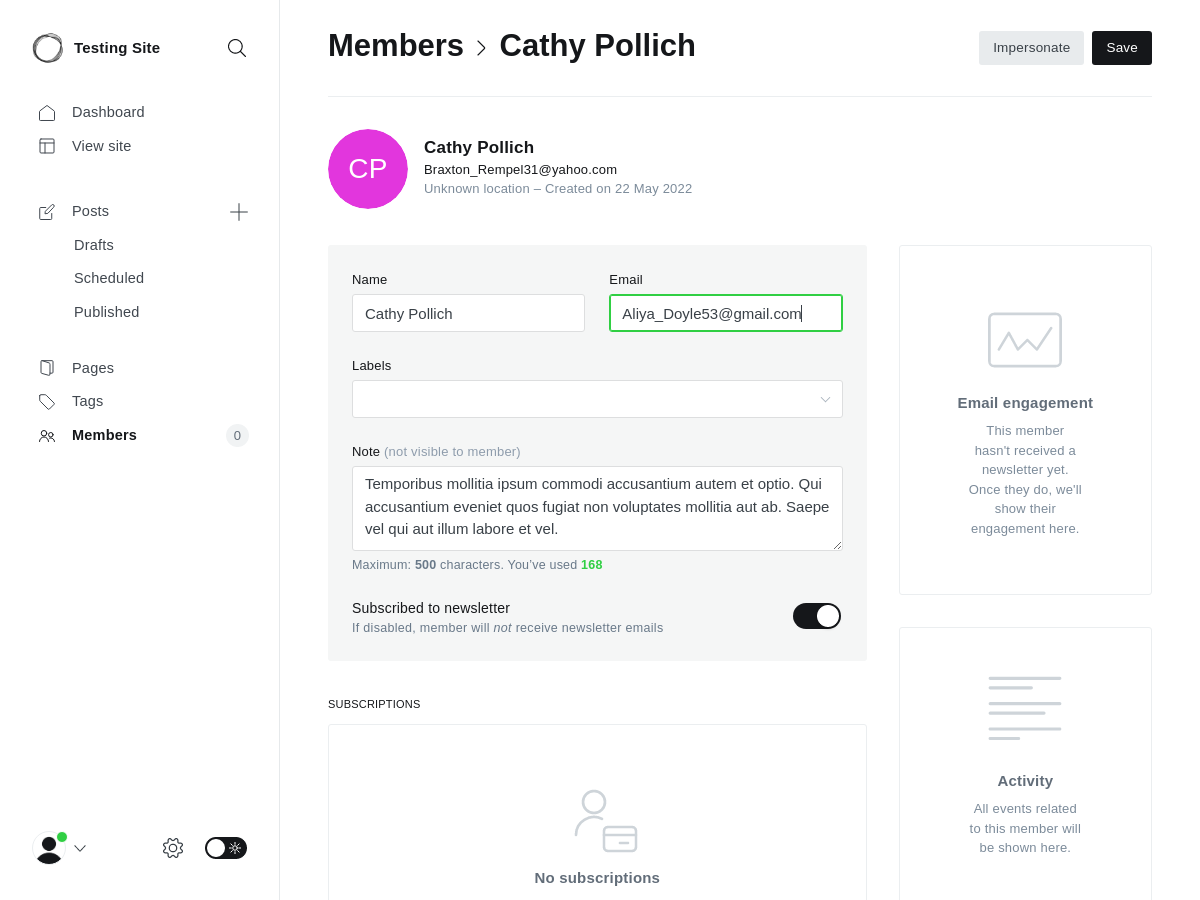 Testing Site
Dashboard
View site
Posts
Drafts
Scheduled
Published
Pages
Tags
Members
0
Members
Cathy Pollich
Impersonate
Save
CP
Cathy Pollich
Braxton_Rempel31@yahoo.com
Unknown location – Created on 22 May 2022
Name
Cathy Pollich
Email
Aliya_Doyle53@gmail.com
Labels
Note (not visible to member)
Temporibus mollitia ipsum commodi accusantium autem et optio. Qui
accusantium eveniet quos fugiat non voluptates mollitia aut ab. Saepe
vel qui aut illum labore et vel.
Maximum: 500 characters. You've used 168
Subscribed to newsletter
If disabled, member will not receive newsletter emails
SUBSCRIPTIONS
No subscriptions
Email engagement
This member
hasn't received a
newsletter yet.
Once they do, we'll
show their
engagement here.
Activity
All events related
to this member will
be shown here.